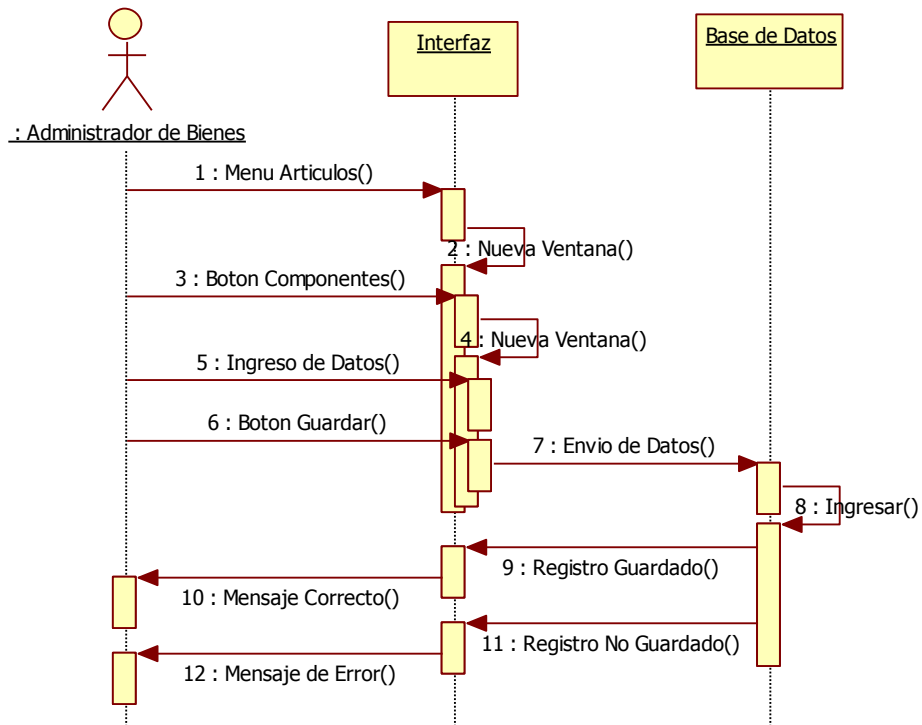 Interfaz
Base de Datos
: Administrador de Bienes
1 : Menu Articulos()
2 : Nueva Ventana()
3 : Boton Componentes()
4 : Nueva Ventana()
5 : Ingreso de Datos()
6 : Boton Guardar()
7 : Envio de Datos()
8 : Ingresar()
9 : Registro Guardado()
10 : Mensaje Correcto()
11 : Registro No Guardado()
12 : Mensaje de Error()